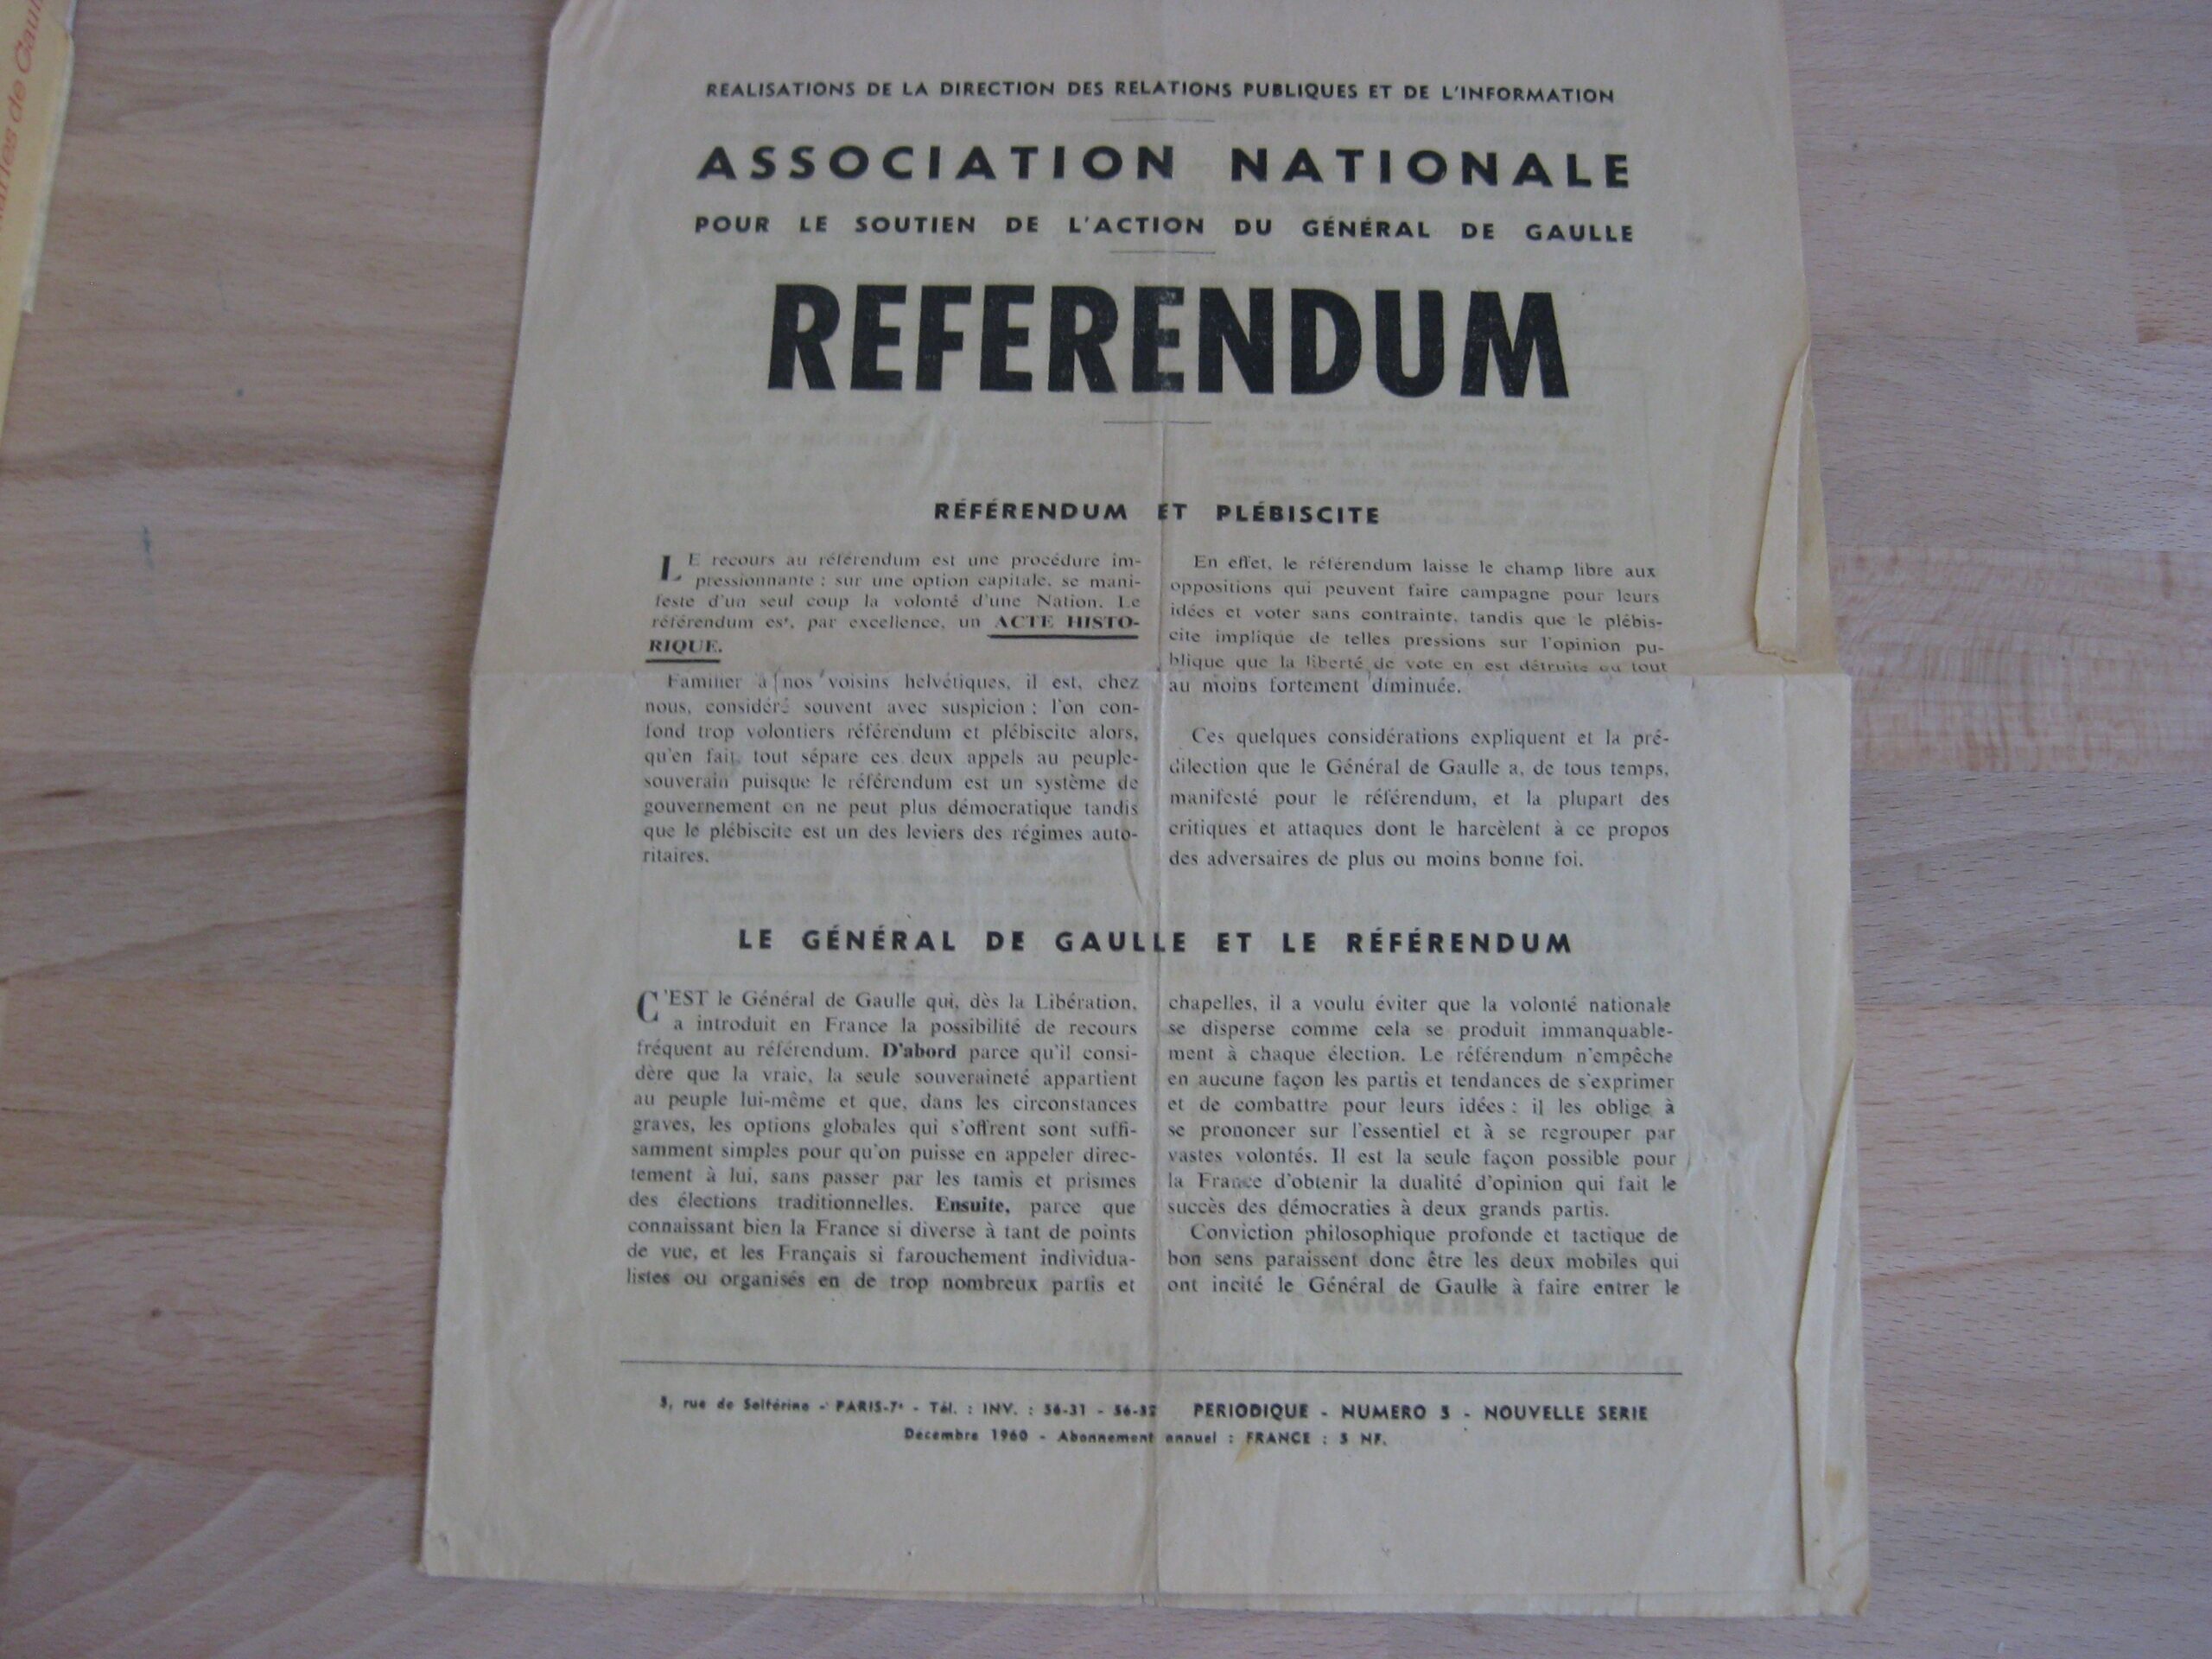 arles de Gaul
REALISATIONS DE LA DIRECTION DES RELATIONS PUBLIQUES ET DE L'INFORMATION
ASSOCIATION NATIONALE
POUR LE SOUTIEN DE L'ACTION DU GÉNÉRAL DE GAULLE
REFERENDUM
RÉFÉRENDUM ET PLÉBISCITE
LE recours au référendum est une procédure im-
pressionnante : sur une option capitale, se mani-
feste d'un seul coup la volonté d'une Nation. Le
référendum est, par excellence, un ACTE HISTO-
RIQUE.
Familier à nos voisins helvétiques, il est, chez
nous, considéré souvent avec suspicion : l'on con-
fond trop volontiers référendum et plébiscite alors,
qu'en fait, tout sépare ces deux appels au peuple-
souverain puisque le référendum est un système de
gouvernement on ne peut plus démocratique tandis
que le plébiscite est un des leviers des régimes auto-
ritaires.
En effet, le référendum laisse le champ libre aux
oppositions qui peuvent faire campagne pour leurs
idées et voter sans contrainte, tandis que le plébis-
cite implique de telles pressions sur l'opinion pu-
blique que la liberté de vote en est détruite ou tout
au moins fortement diminuée.
Ces quelques considérations expliquent et la pré-
dilection que le Général de Gaulle a, de tous temps,
manifesté pour le référendum, et la plupart des
critiques et attaques dont le harcèlent à ce propos
des adversaires de plus ou moins bonne foi.
LE GÉNÉRAL DE GAULLE ET LE RÉFÉRENDUM
C'EST le Général de Gaulle qui, dès la Libération,
a introduit en France la possibilité de recours
fréquent au référendum. D'abord parce qu'il consi-
dère que la vraie, la seule souveraineté appartient
au peuple lui-même et que, dans les circonstances
graves, les options globales qui s'offrent sont suffi-
samment simples pour qu'on puisse en appeler direc-
tement à lui, sans passer par les tamis et prismes
des élections traditionnelles. Ensuite, parce que
connaissant bien la France si diverse à tant de points
de vue, et les Français si farouchement individua-
listes ou organisés en de trop nombreux partis et
chapelles, il a voulu éviter que la volonté nationale
se disperse comme cela se produit immanquable-
ment à chaque élection. Le référendum n'empêche
en aucune façon les partis et tendances de s'exprimer
et de combattre pour leurs idées : il les oblige à
se prononcer sur l'essentiel et à se regrouper par
vastes volontés. Il est la seule façon possible pour
la France d'obtenir la dualité d'opinion qui fait le
succès des démocraties à deux grands partis.
Conviction philosophique profonde et tactique de
bon sens paraissent donc être les deux mobiles qui
ont incité le Général de Gaulle à faire entrer le
5, rue de Solférino - PARIS-7e - Tél. : INV. : 56-31 - 56-32 PERIODIQUE - NUMERO 3 - NOUVELLE SERIE
Décembre 1960 - Abonnement annuel : FRANCE : 3 NF.